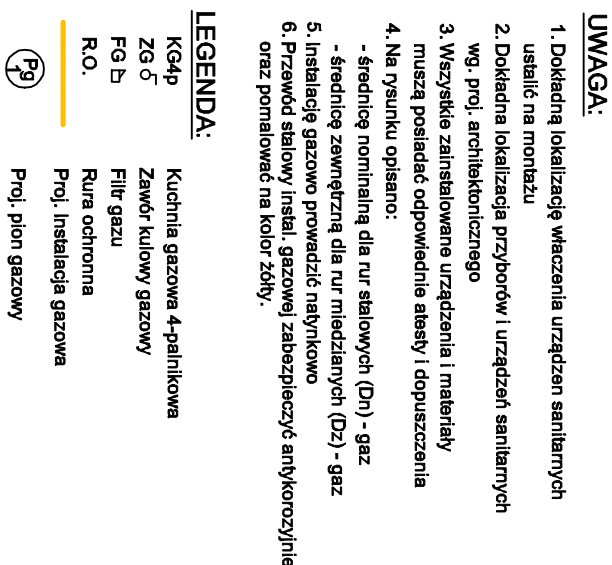 UWAGA:
1. Dokładną lokalizację właczenia urządzen sanitarnych
ustalić na montażu
2. Dokładna lokalizacja przyborów i urządzeń sanitarnych
wg. proj. architektonicznego
3. Wszystkie zainstalowane urządzenia i materiały
muszą posiadać odpowiednie atesty i dopuszczenia
4. Na rysunku opisano:
- średnicę nominalną dla rur stalowych (Dn) - gaz
- średnicę zewnętrzną dla rur miedzianych (Dz) - gaz
5. Instalację gazowo prowadzić natynkowo
6. Przewód stalowy instal. gazowej zabezpieczyć antykorozyjnie
oraz pomalować na kolor żółty.
LEGENDA:
KG4p Kuchnia gazowa 4-palnikowa
ZG Zawór kulowy gazowy
FG Filtr gazu
R.O. Rura ochronna
Proj. Instalacja gazowa
Pg 1 Proj. pion gazowy